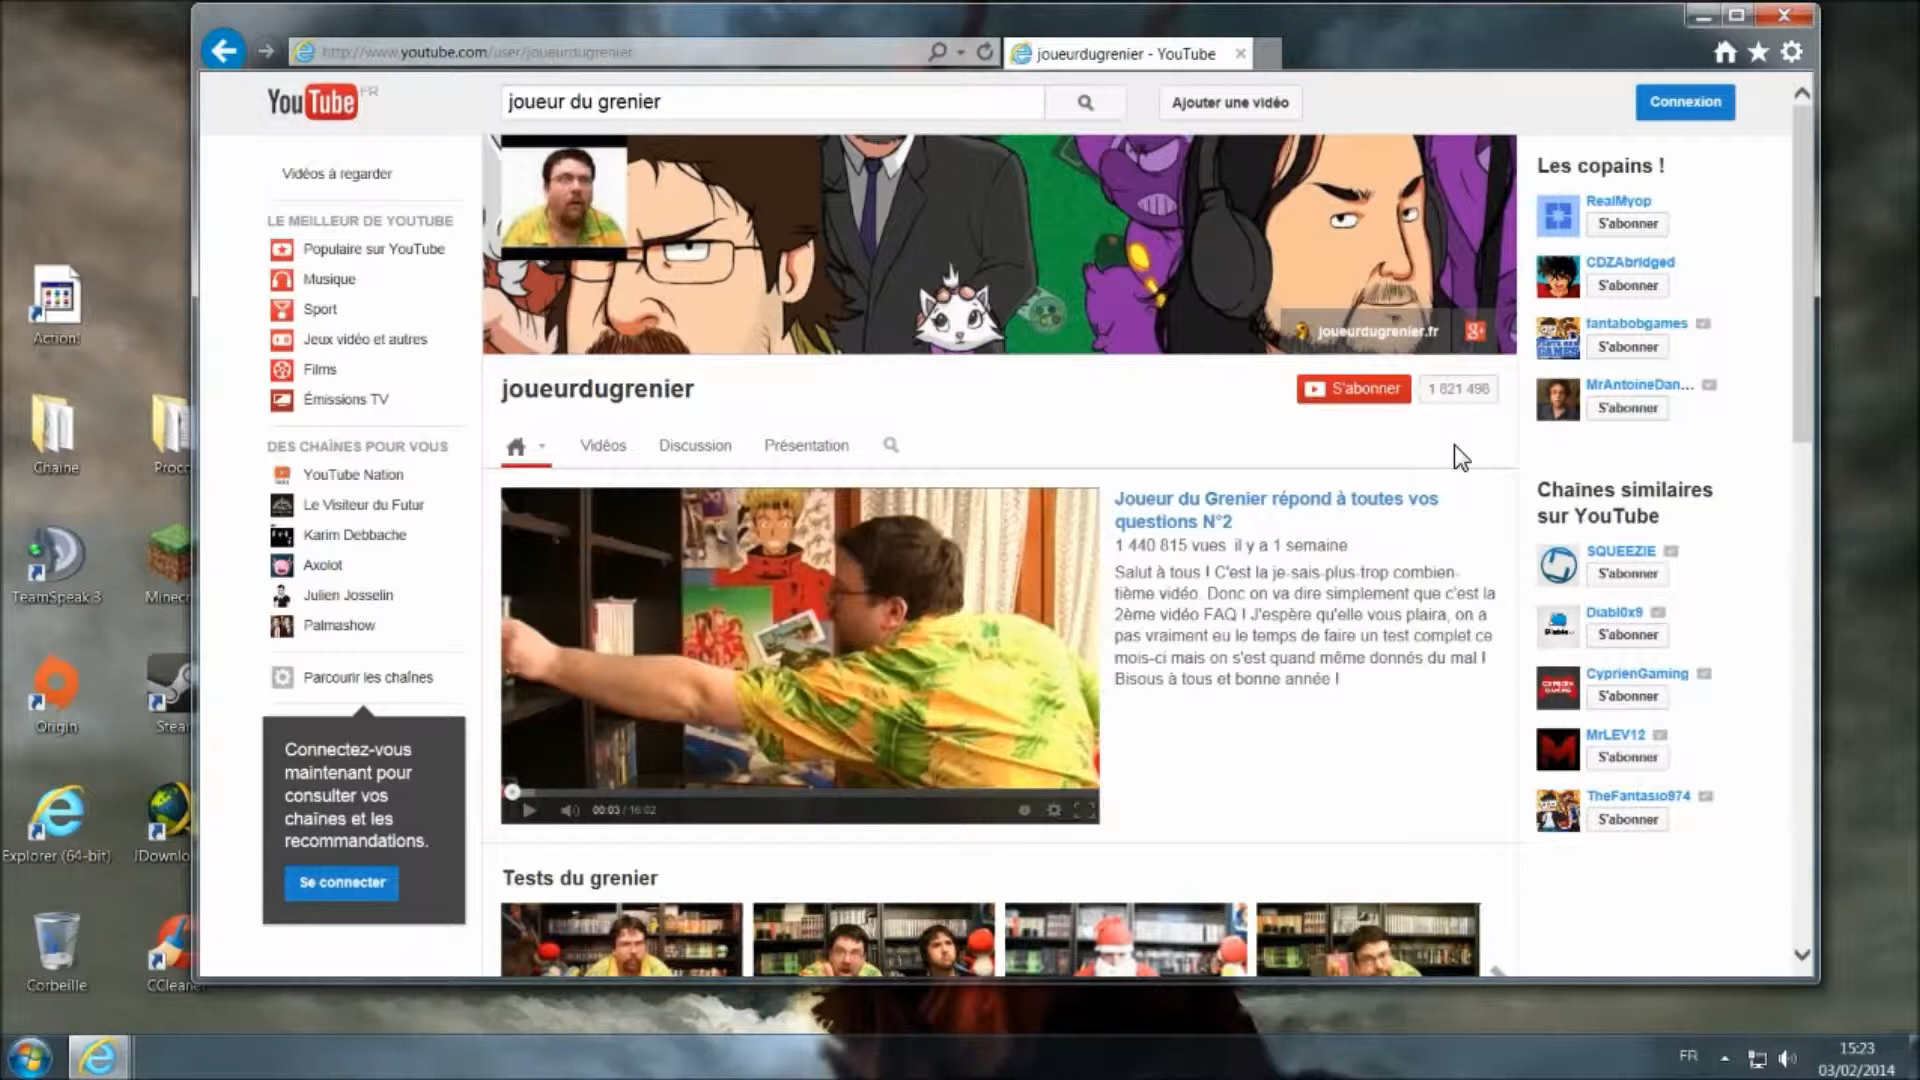 http://www.youtube.com/user/joueurdugrenier
joueurdugrenier - YouTube
YouTube FR
joueur du grenier
Ajouter une vidéo
Connexion
Vidéos à regarder
LE MEILLEUR DE YOUTUBE
Populaire sur YouTube
Musique
Sport
Jeux vidéo et autres
Films
Émissions TV
DES CHAÎNES POUR VOUS
YouTube Nation
Le Visiteur du Futur
Karim Debbache
Axolot
Julien Josselin
Palmashow
Parcourir les chaînes
Connectez-vous
maintenant pour
consulter vos
chaînes et les
recommandations.
Se connecter
joueurdugrenier.fr
joueurdugrenier
S'abonner
1 621 496
Vidéos
Discussion
Présentation
00:03 / 16:02
Joueur du Grenier répond à toutes vos
questions N°2
1 440 815 vues il y a 1 semaine
Salut à tous ! C'est la je-sais-plus-trop combien-
tième vidéo. Donc on va dire simplement que c'est la
2ème vidéo FAQ ! J'espère qu'elle vous plaira, on a
pas vraiment eu le temps de faire un test complet ce
mois-ci mais on s'est quand même donnés du mal !
Bisous à tous et bonne année !
Tests du grenier
Les copains !
RealMyop
S'abonner
CDZAbridged
S'abonner
fantabobgames
S'abonner
MrAntoineDan...
S'abonner
Chaînes similaires
sur YouTube
SQUEEZIE
S'abonner
Diabl0x9
S'abonner
CyprienGaming
S'abonner
MrLEV12
S'abonner
TheFantasio974
S'abonner
Action!
Chaine
Proc
TeamSpeak 3
Minecr
Origin
Stea
Explorer (64-bit)
JDownlo
Corbeille
CCleane
FR
15:23
03/02/2014